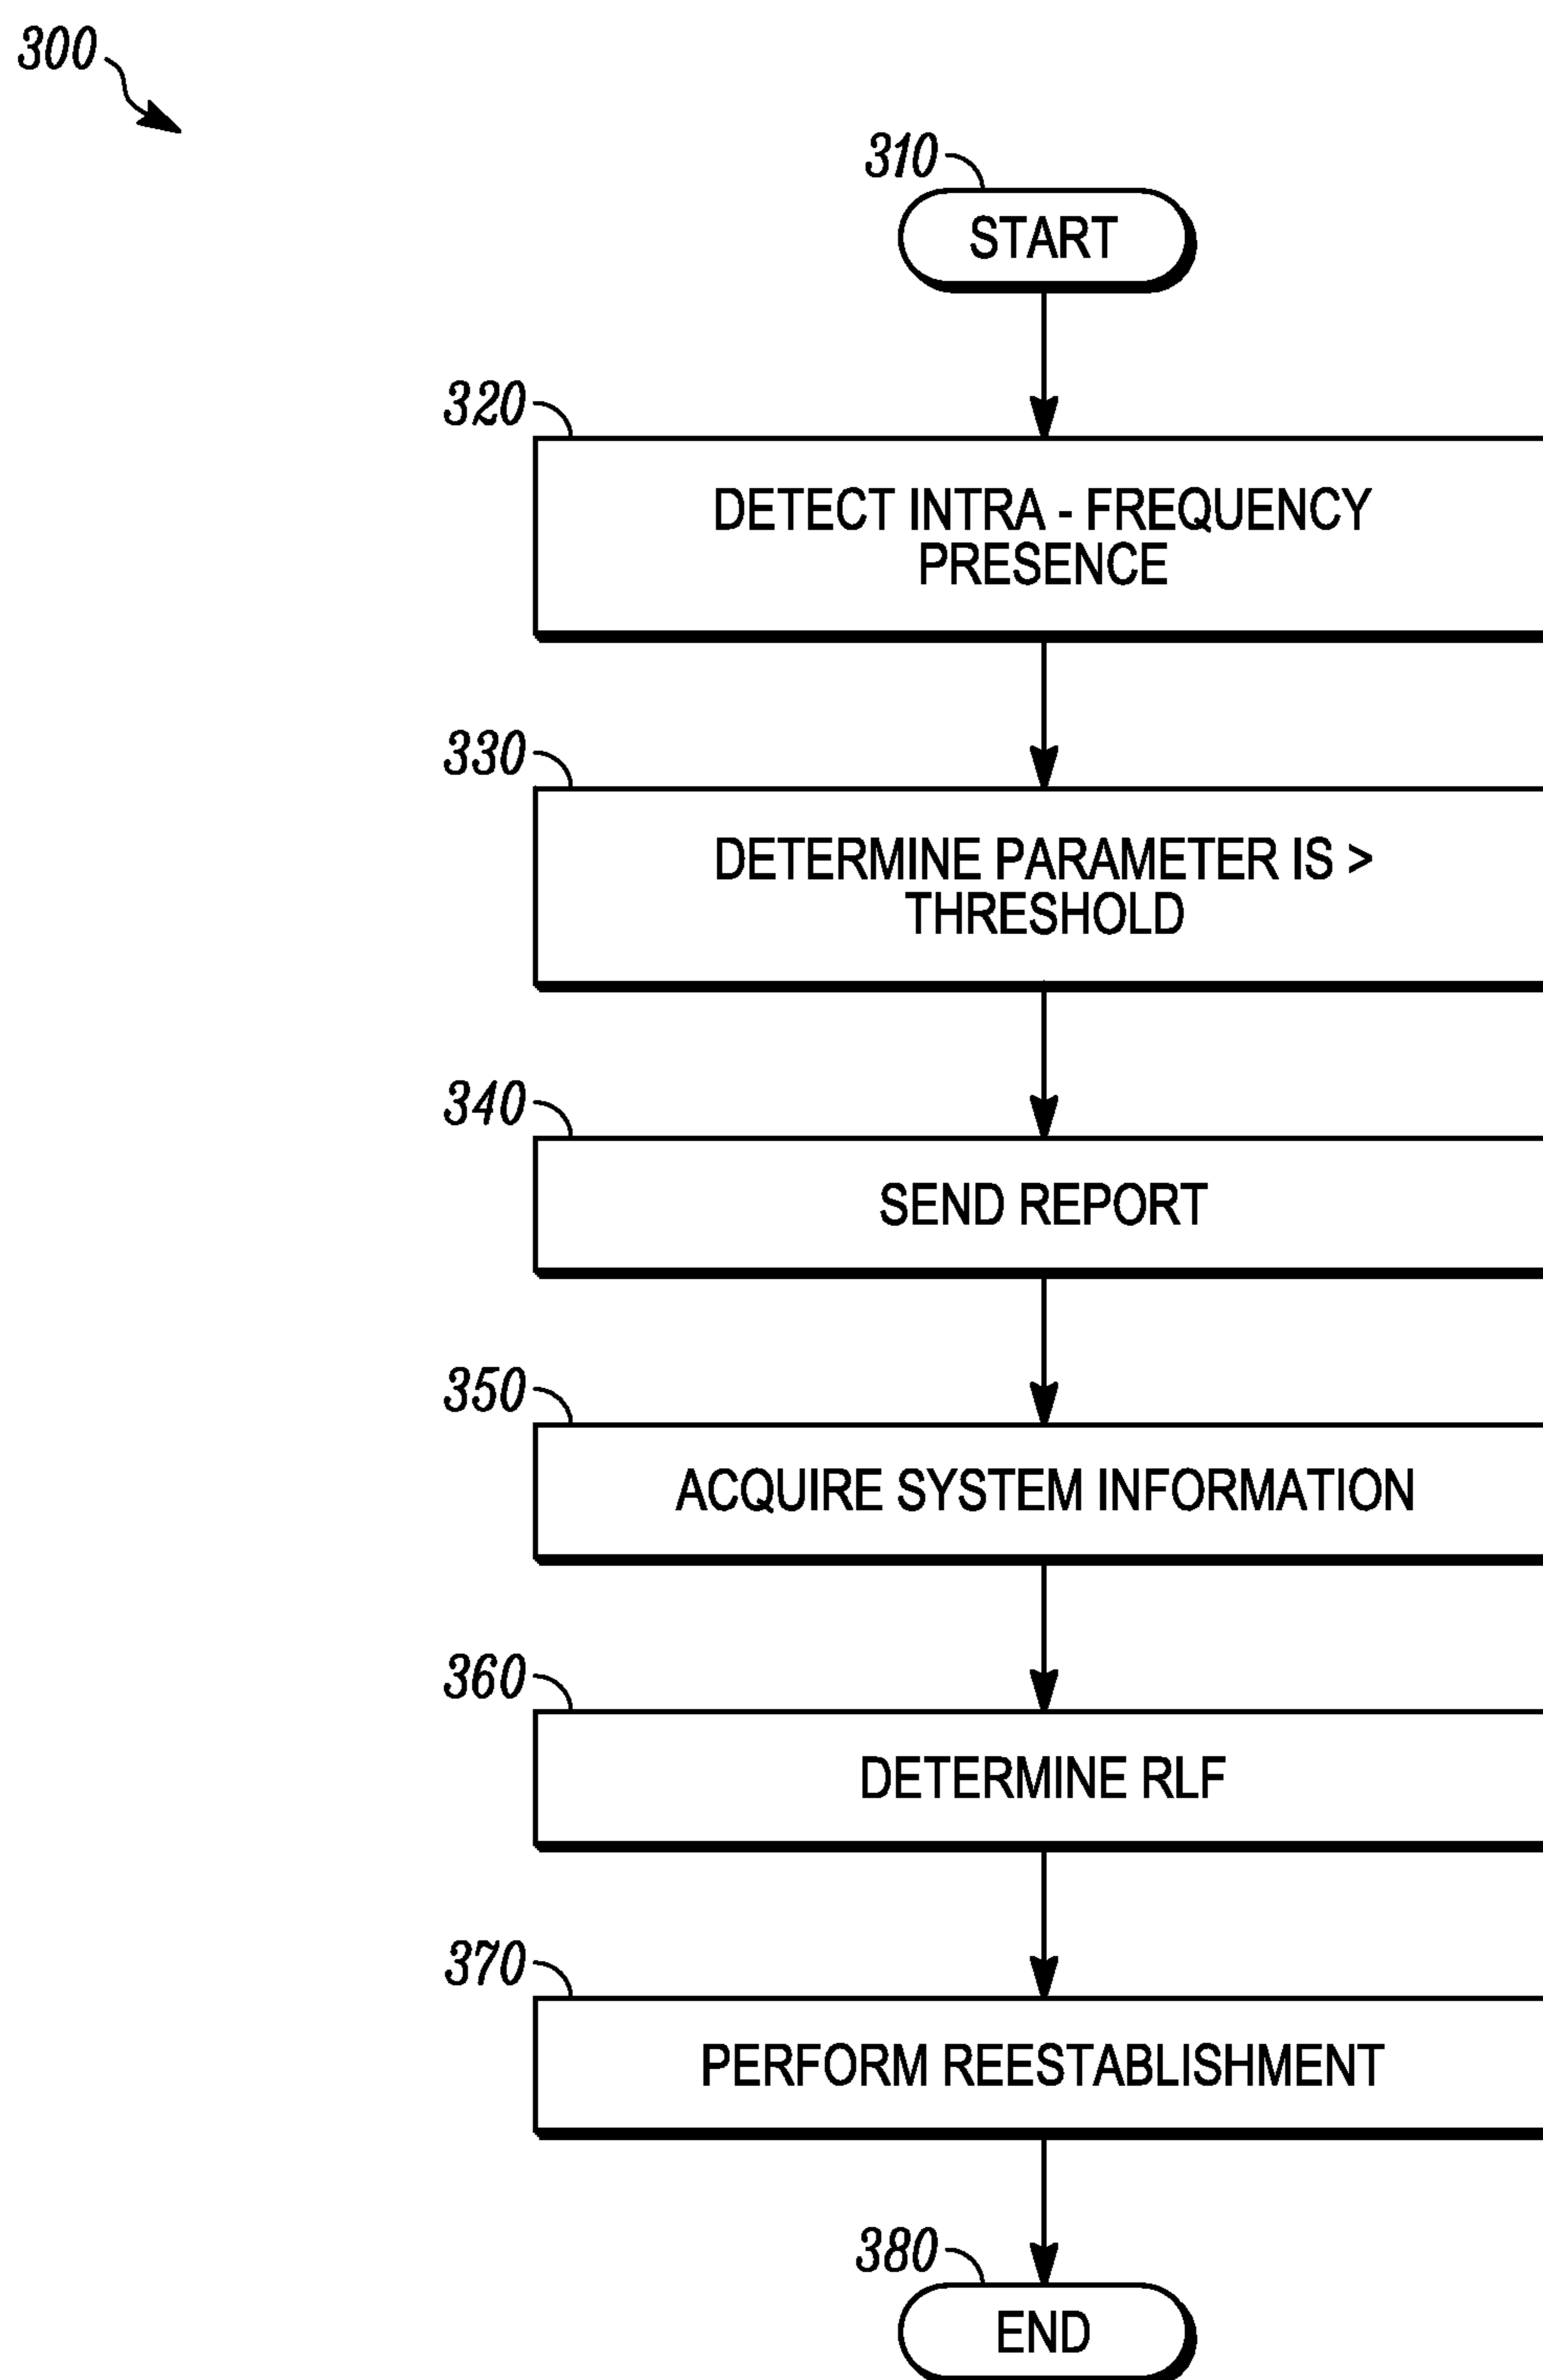 300
310
START
320
DETECT INTRA - FREQUENCY
PRESENCE
330
DETERMINE PARAMETER IS >
THRESHOLD
340
SEND REPORT
350
ACQUIRE SYSTEM INFORMATION
360
DETERMINE RLF
370
PERFORM REESTABLISHMENT
380
END